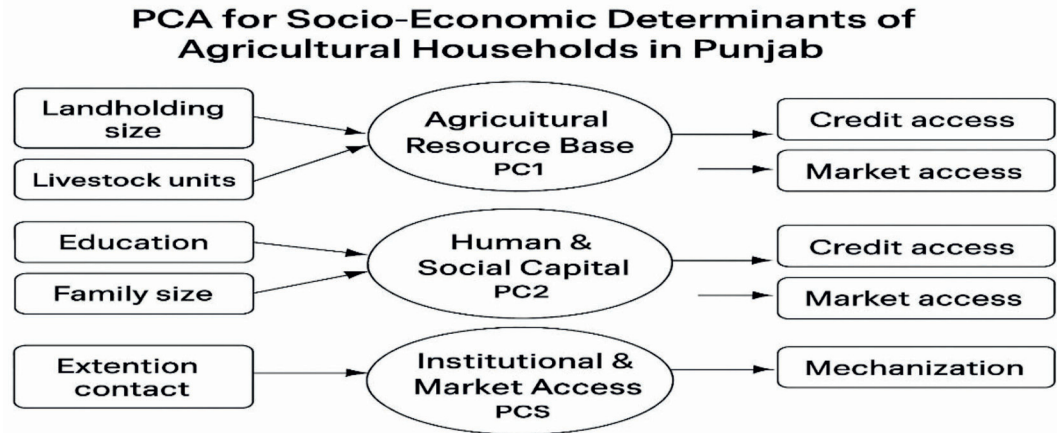 PCA for Socio-Economic Determinants of
Agricultural Households in Punjab
Landholding
size
Livestock units
Agricuitural
Resource Base
PC1
Credit access
Market access
Education
Family size
Human &
Social Capital
PC2
Credit access
Market access
Extention
contact
Institutional &
Market Access
PCS
Mechanization